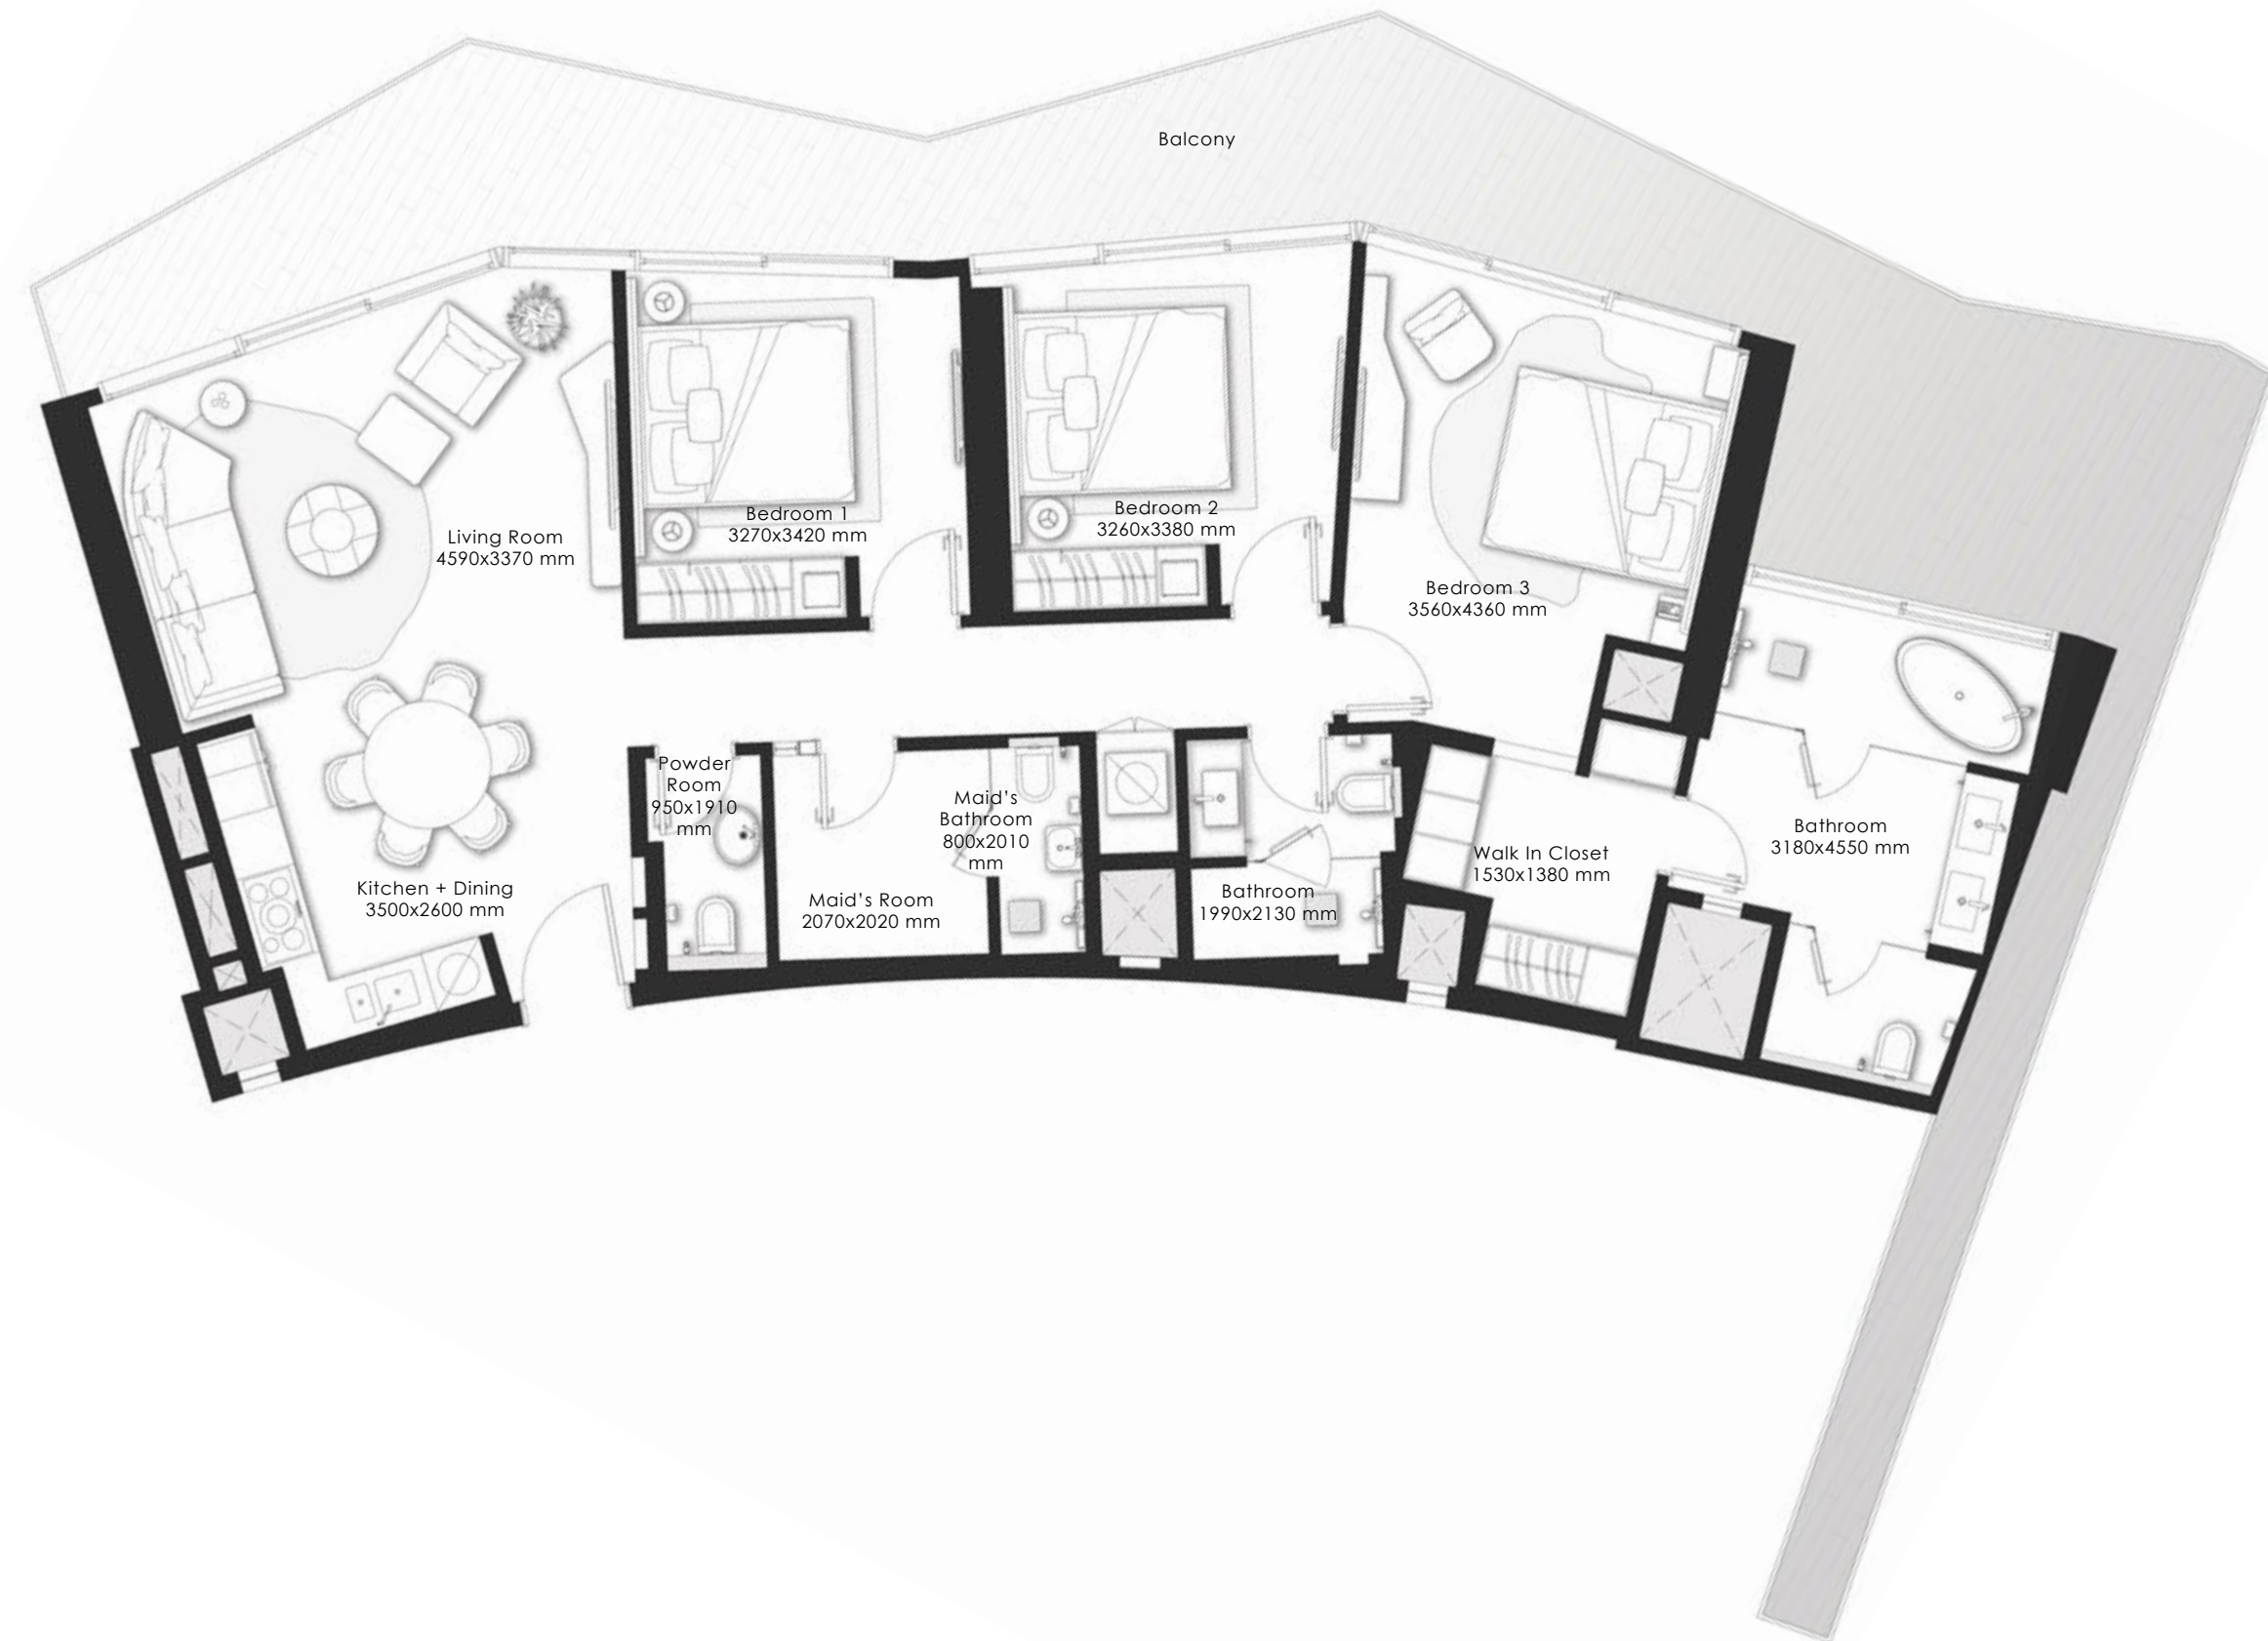 Balcony
Living Room
4590x3370 mm
Bedroom 1
3270x3420 mm
Bedroom 2
3260x3380 mm
Bedroom 3
3560x4360 mm
Kitchen + Dining
3500x2600 mm
Powder
Room
950x1910
mm
Maid’s Room
2070x2020 mm
Maid’s
Bathroom
800x2010
mm
Bathroom
1990x2130 mm
Walk In Closet
1530x1380 mm
Bathroom
3180x4550 mm